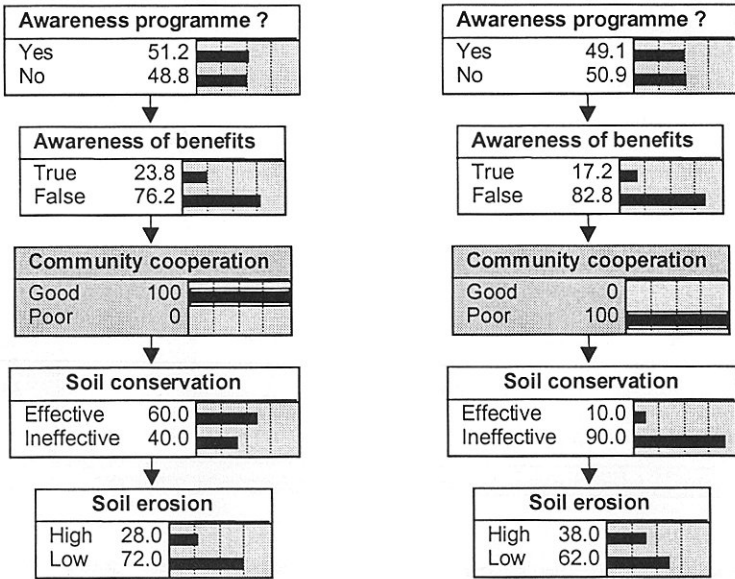 Awareness programme ?
Yes 51.2
No 48.8
Awareness of benefits
True 23.8
False 76.2
Community cooperation
Good 100
Poor 0
Soil conservation
Effective 60.0
Ineffective 40.0
Soil erosion
High 28.0
Low 72.0
Awareness programme ?
Yes 49.1
No 50.9
Awareness of benefits
True 17.2
False 82.8
Community cooperation
Good 0
Poor 100
Soil conservation
Effective 10.0
Ineffective 90.0
Soil erosion
High 38.0
Low 62.0